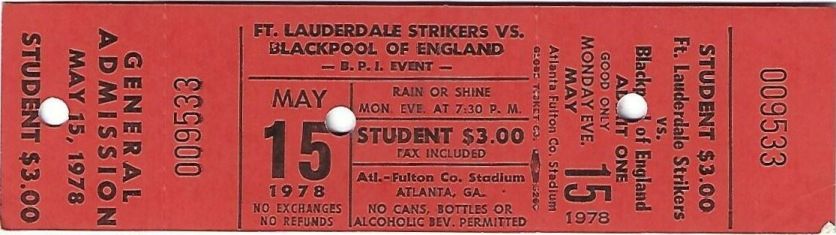 GENERAL
ADMISSION
MAY 15, 1978
STUDENT $3.00
009533
FT. LAUDERDALE STRIKERS VS.
BLACKPOOL OF ENGLAND
— B. P. I. EVENT —
MAY
15
1978
NO EXCHANGES
NO REFUNDS
RAIN OR SHINE
MON. EVE. AT 7:30 P. M.
STUDENT $3.00
TAX INCLUDED
Atl.-Fulton Co. Stadium
ATLANTA, GA.
NO CANS, BOTTLES OR
ALCOHOLIC BEV. PERMITTED
GLOBE TICKET CO.
STUDENT $3.00
Ft. Lauderdale Strikers
vs.
of England
ADMIT ONE
GOOD ONLY
MONDAY EVE.
MAY
15
1978
Atlanta Fulton Co. Stadium
009533